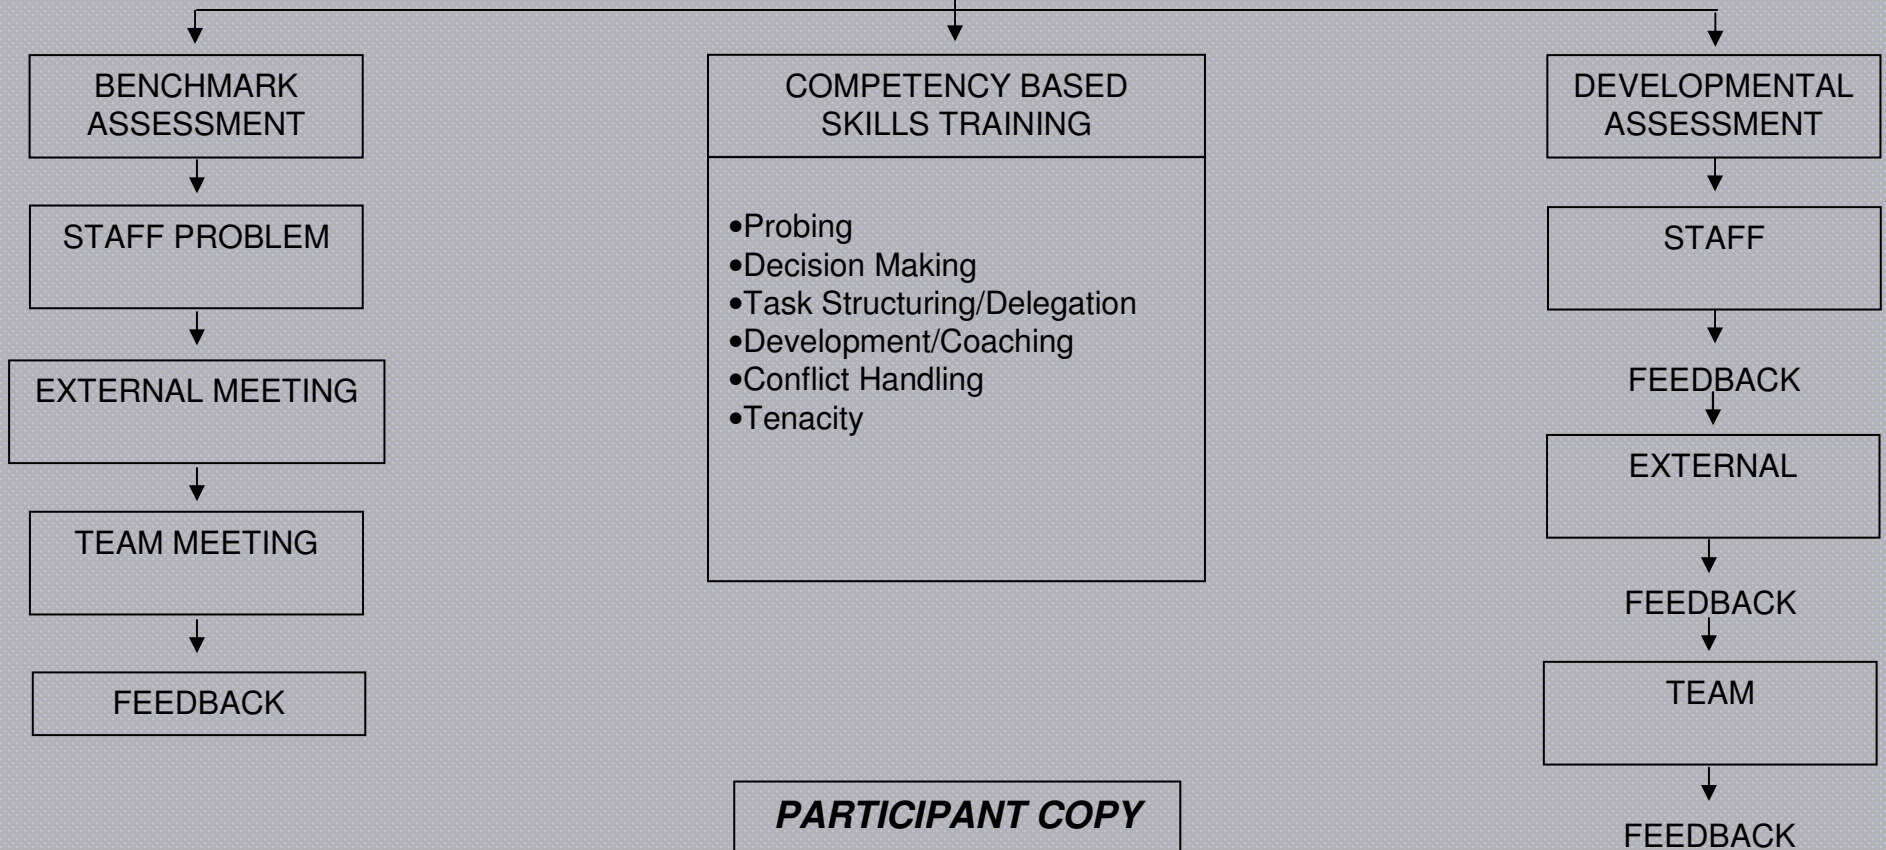 BENCHMARK
ASSESSMENT
STAFF PROBLEM
EXTERNAL MEETING
TEAM MEETING
FEEDBACK
COMPETENCY BASED
SKILLS TRAINING
•Probing
•Decision Making
•Task Structuring/Delegation
•Development/Coaching
•Conflict Handling
•Tenacity
PARTICIPANT COPY
DEVELOPMENTAL
ASSESSMENT
STAFF
FEEDBACK
EXTERNAL
FEEDBACK
TEAM
FEEDBACK